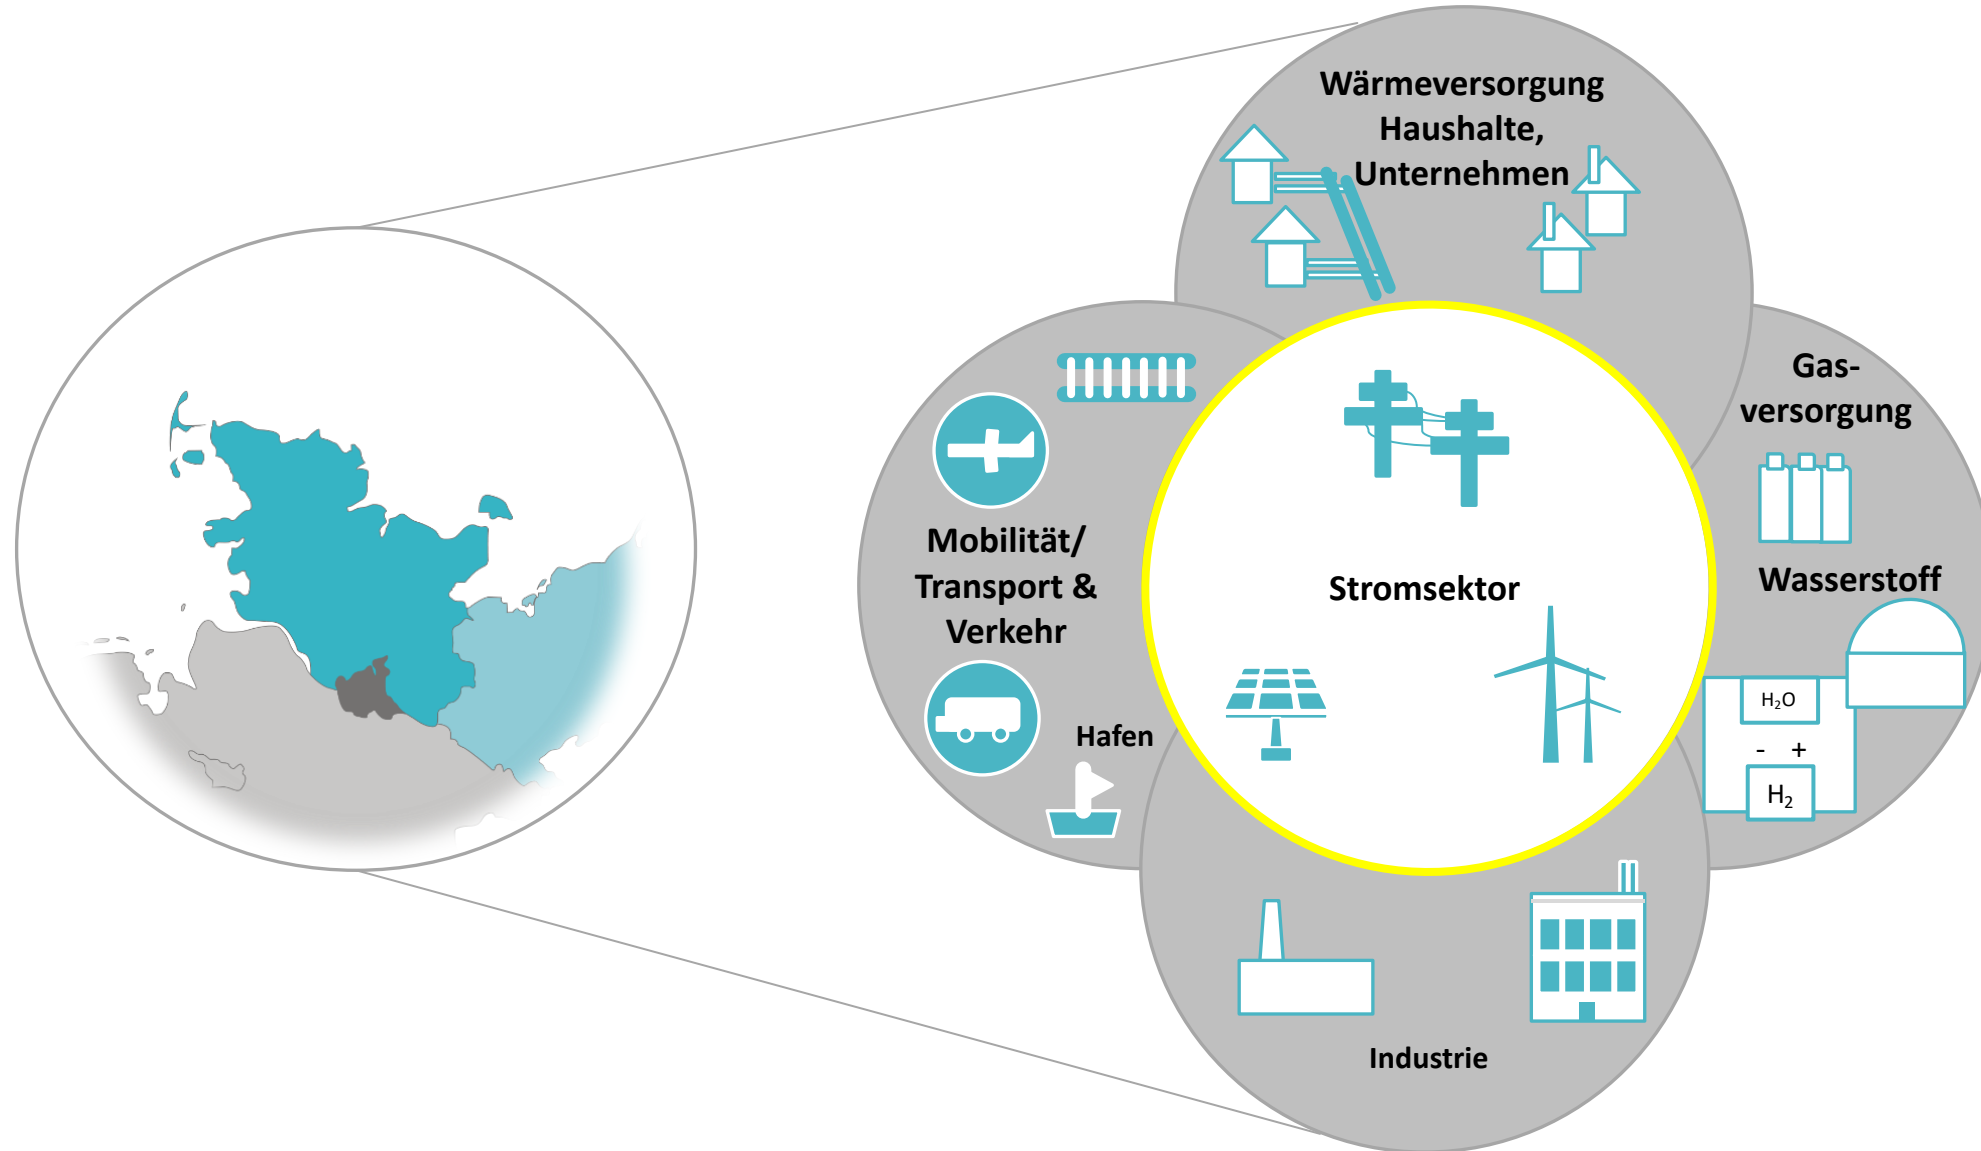 Wärmeversorgung
Haushalte,
Unternehmen
Gas-
versorgung
Wasserstoff
H₂O
- +
H₂
Mobilität/
Transport &
Verkehr
Hafen
Stromsektor
Industrie